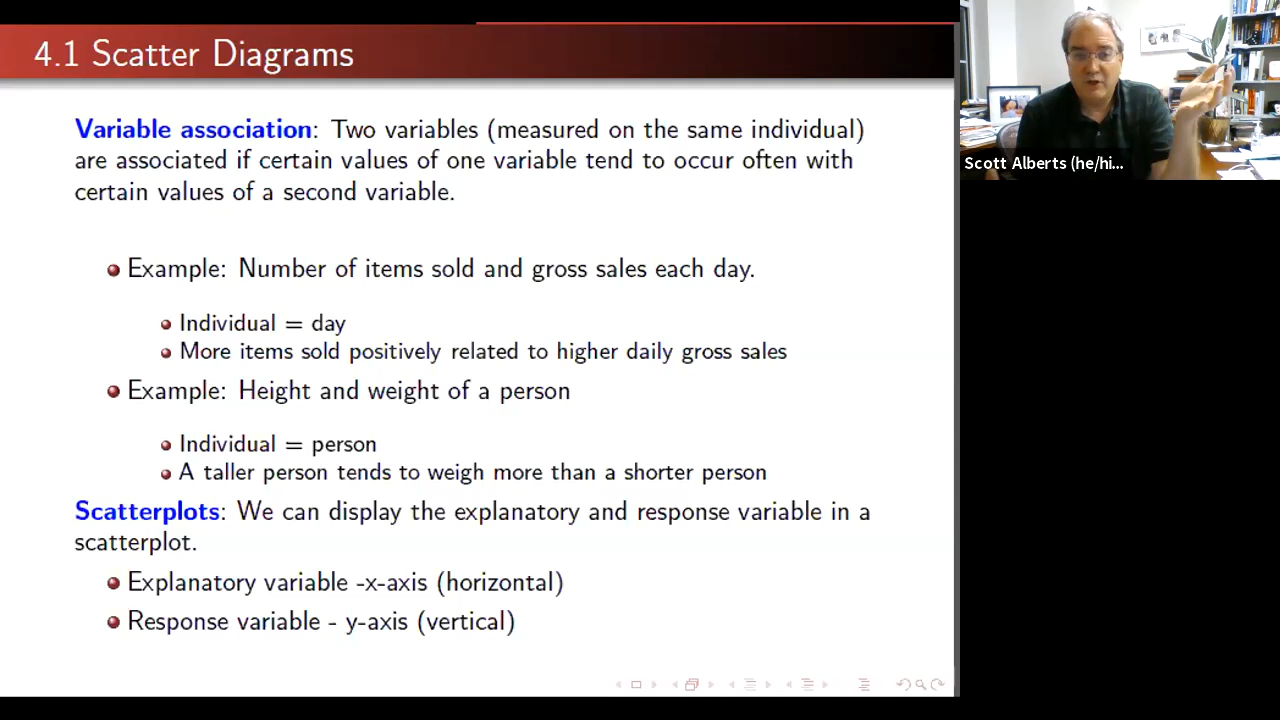 4.1 Scatter Diagrams
Variable association: Two variables (measured on the same individual)
are associated if certain values of one variable tend to occur often with
certain values of a second variable.
Example: Number of items sold and gross sales each day.
Individual = day
More items sold positively related to higher daily gross sales
Example: Height and weight of a person
Individual = person
A taller person tends to weigh more than a shorter person
Scatterplots: We can display the explanatory and response variable in a
scatterplot.
Explanatory variable -x-axis (horizontal)
Response variable - y-axis (vertical)
Scott Alberts (he/hi...